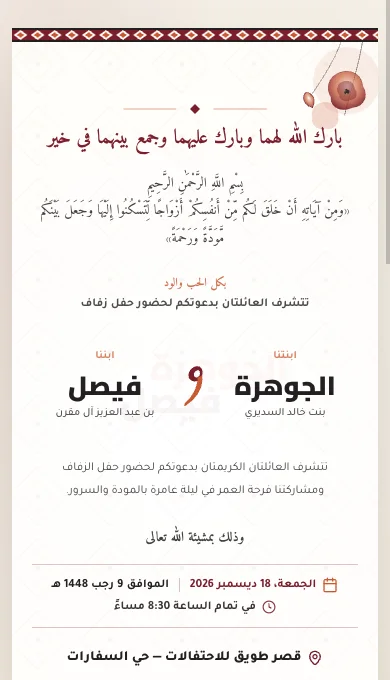 بارك الله لهما وبارك عليهما وجمع بينهما في خير
بِسْمِ اللَّهِ الرَّحْمَٰنِ الرَّحِيمِ
«وَمِنْ آيَاتِهِ أَنْ خَلَقَ لَكُم مِّنْ أَنفُسِكُمْ أَزْوَاجًا لِّتَسْكُنُوا إِلَيْهَا وَجَعَلَ بَيْنَكُم
مَّوَدَّةً وَرَحْمَةً»
بكل الحب والود
تتشرف العائلتان بدعوتكم لحضور حفل زفاف
ابنتنا
الجوهرة
بنت خالد السديري
و
ابننا
فيصل
بن عبد العزيز آل مقرن
تتشرف العائلتان الكريمتان بدعوتكم لحضور حفل الزفاف
ومشاركتنا فرحة العمر في ليلة عامرة بالمودة والسرور.
وذلك بمشيئة الله تعالى
الجمعة، 18 ديسمبر 2026 | الموافق 9 رجب 1448 هـ
في تمام الساعة 8:30 مساءً
قصر طويق للاحتفالات – حي السفارات